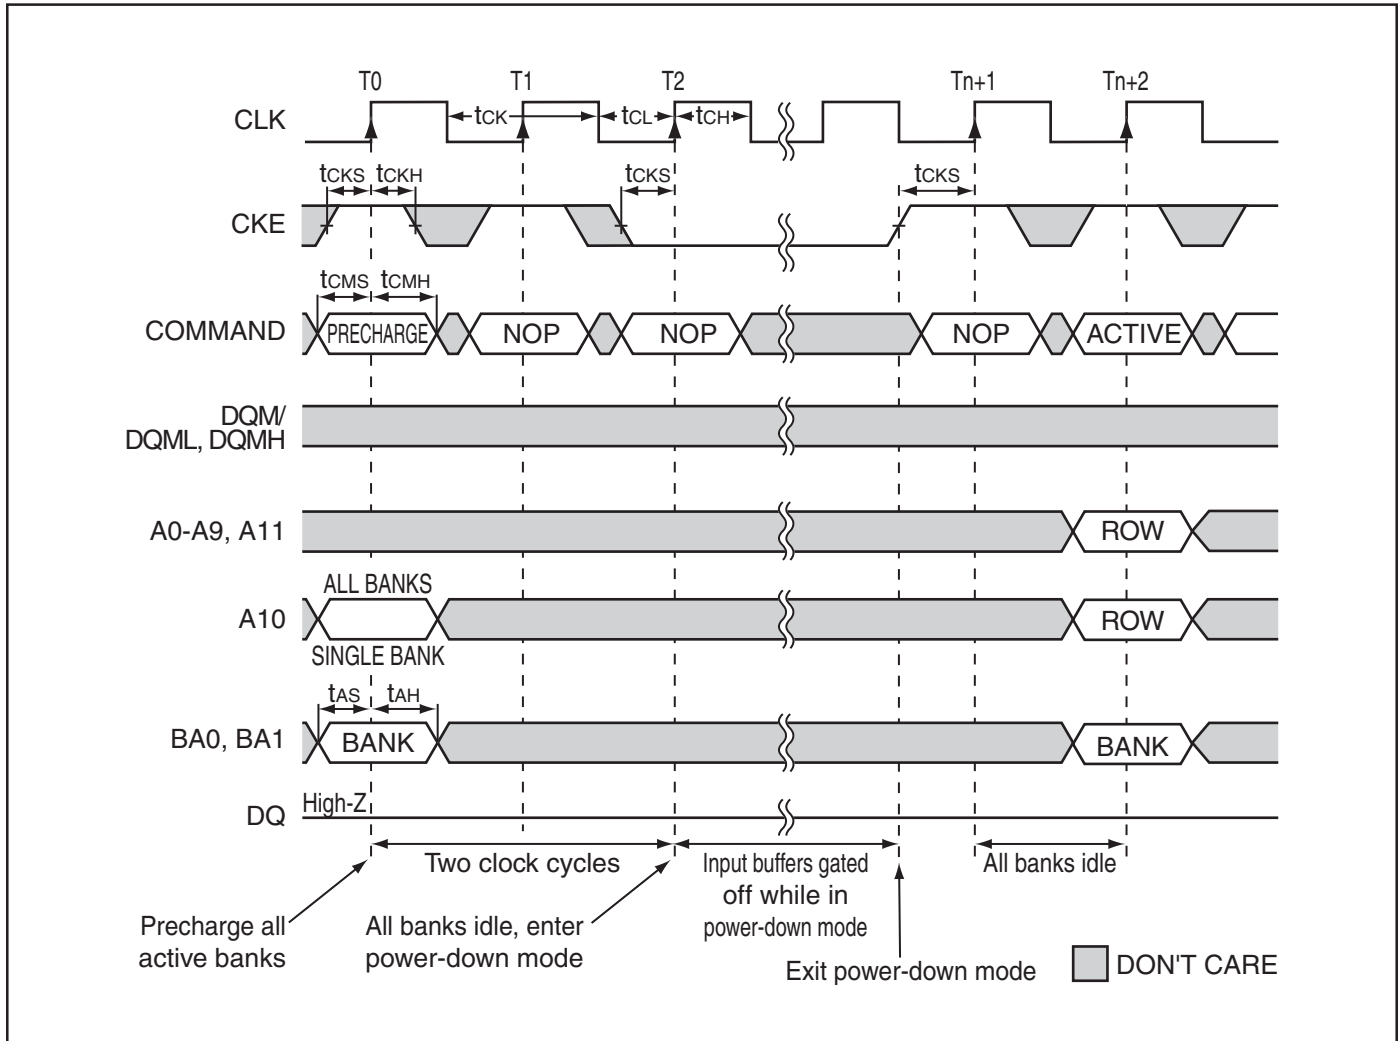 T0 T1 T2 Tn+1 Tn+2
CLK tCK tCL tCH
tCKS tCKH tCKS tCKS
CKE
tCMS tCMH
COMMAND PRECHARGE NOP NOP NOP ACTIVE
DQM/
DQML, DQMH
A0-A9, A11 ROW
ALL BANKS
A10 ROW
SINGLE BANK
tAS tAH
BA0, BA1 BANK BANK
High-Z
DQ
Two clock cycles
Input buffers gated
off while in
power-down mode
All banks idle
Precharge all
active banks
All banks idle, enter
power-down mode
Exit power-down mode
DON'T CARE